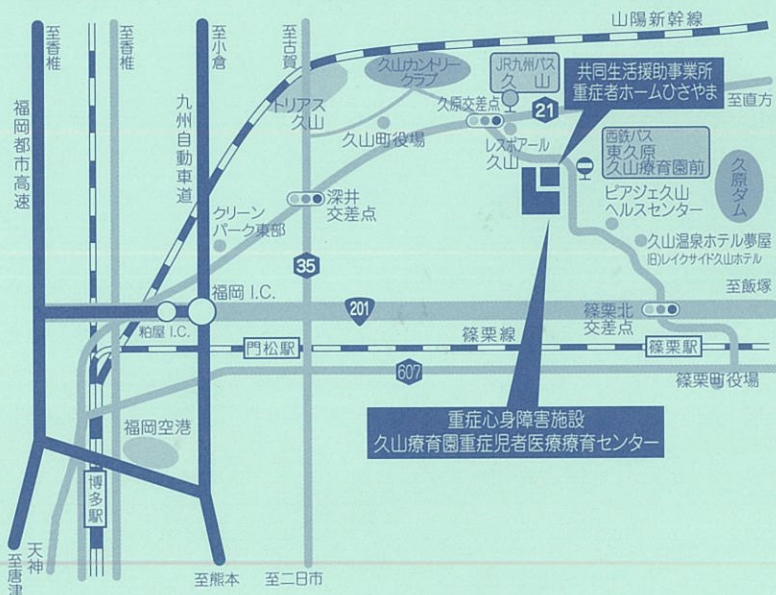 山陽新幹線
至香椎
至香椎
至小倉
至古賀
久山カントリー
クラブ
JR九州バス
久山
共同生活援助事業所
重症者ホームひさやま
至直方
福岡都市高速
九州自動車道
トリアス
久山
久山町役場
久原交差点
21
レスポアール
久山
西鉄バス
東久原
久山療育園前
久原ダム
クリーン
パーク東部
深井
交差点
ピアジェ久山
ヘルスセンター
久山温泉ホテル夢屋
(旧)レイクサイド久山ホテル
35
福岡I.C.
粕屋I.C.
201
至飯塚
篠栗北
交差点
門松駅
篠栗線
篠栗駅
607
篠栗町役場
福岡空港
重症心身障害施設
久山療育園重症児者医療療育センター
博多駅
天神
至唐津
至熊本
至二日市